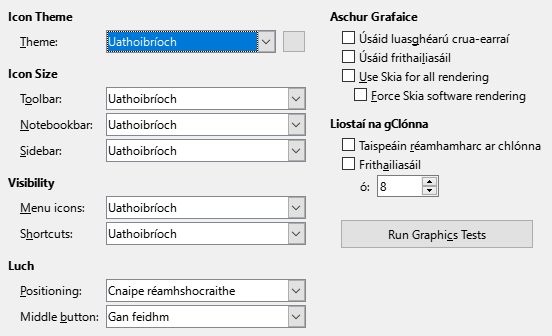 Icon Theme
Theme: Uathoibríoch
Icon Size
Toolbar: Uathoibríoch
Notebookbar: Uathoibríoch
Sidebar: Uathoibríoch
Visibility
Menu icons: Uathoibríoch
Shortcuts: Uathoibríoch
Luch
Positioning: Cnaipe réamhshocraithe
Middle button: Gan feidhm
Aschur Grafaice
Úsáid luasghéarú crua-earraí
Úsáid frithailiasáil
Use Skia for all rendering
Force Skia software rendering
Liostaí na gClónna
Taispeáin réamhamharc ar chlónna
Frithailiasáil
ó: 8
Run Graphics Tests